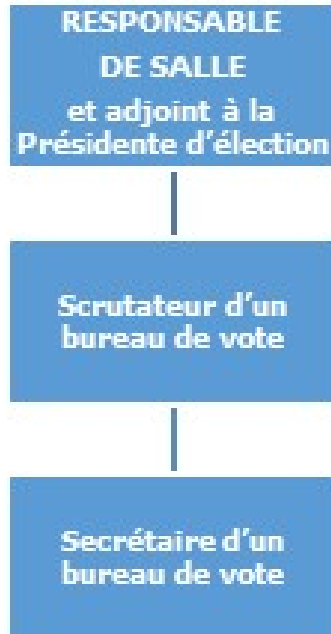 RESPONSABLE
DE SALLE
et adjoint à la
Présidente d'élection
Scrutateur d'un
bureau de vote
Secrétaire d'un
bureau de vote